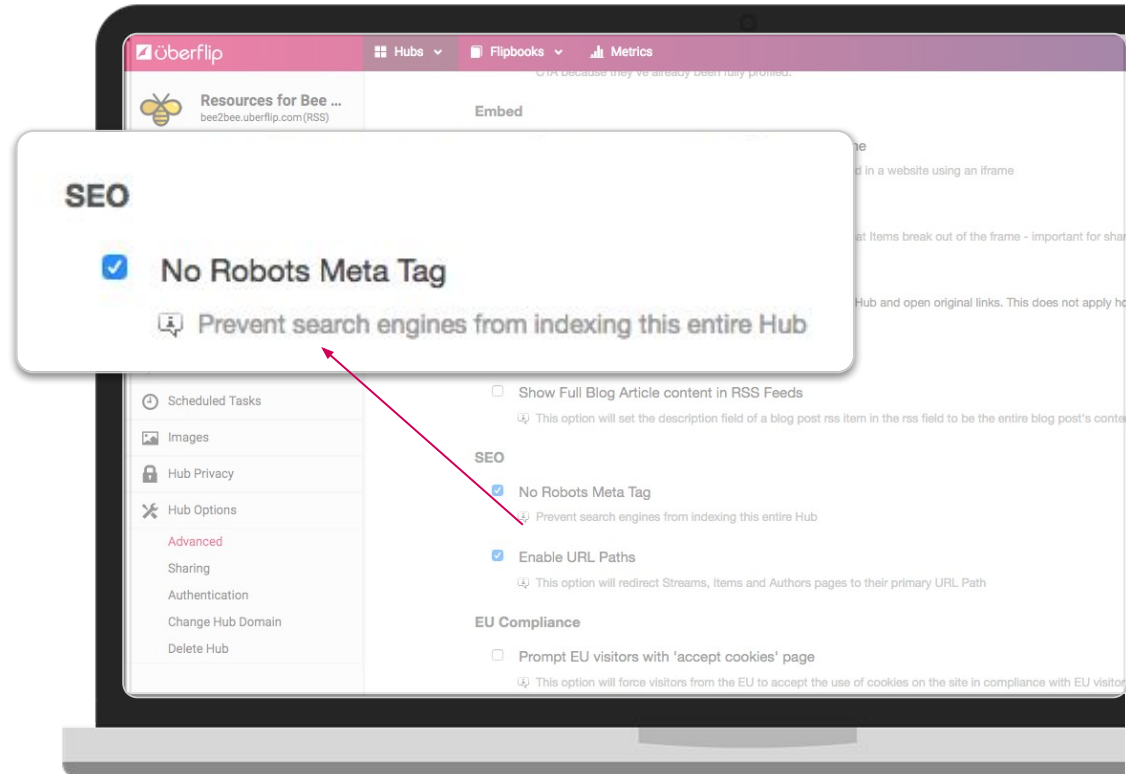 überflip
Hubs
Flipbooks
Metrics
CTA because they've already been fully profiled.
Resources for Bee ...
bee2bee.uberflip.com (RSS)
Embed
d in a website using an iframe
at Items break out of the frame - important for shar
Hub and open original links. This does not apply
SEO
No Robots Meta Tag
Prevent search engines from indexing this entire Hub
Scheduled Tasks
Images
Hub Privacy
Hub Options
Advanced
Sharing
Authentication
Change Hub Domain
Delete Hub
Show Full Blog Article content in RSS Feeds
This option will set the description field of a blog post rss item in the rss field to be the entire blog post's conte
SEO
No Robots Meta Tag
Prevent search engines from indexing this entire Hub
Enable URL Paths
This option will redirect Streams, Items and Authors pages to their primary URL Path
EU Compliance
Prompt EU visitors with 'accept cookies' page
This option will force visitors from the EU to accept the use of cookies on the site in compliance with EU visitor